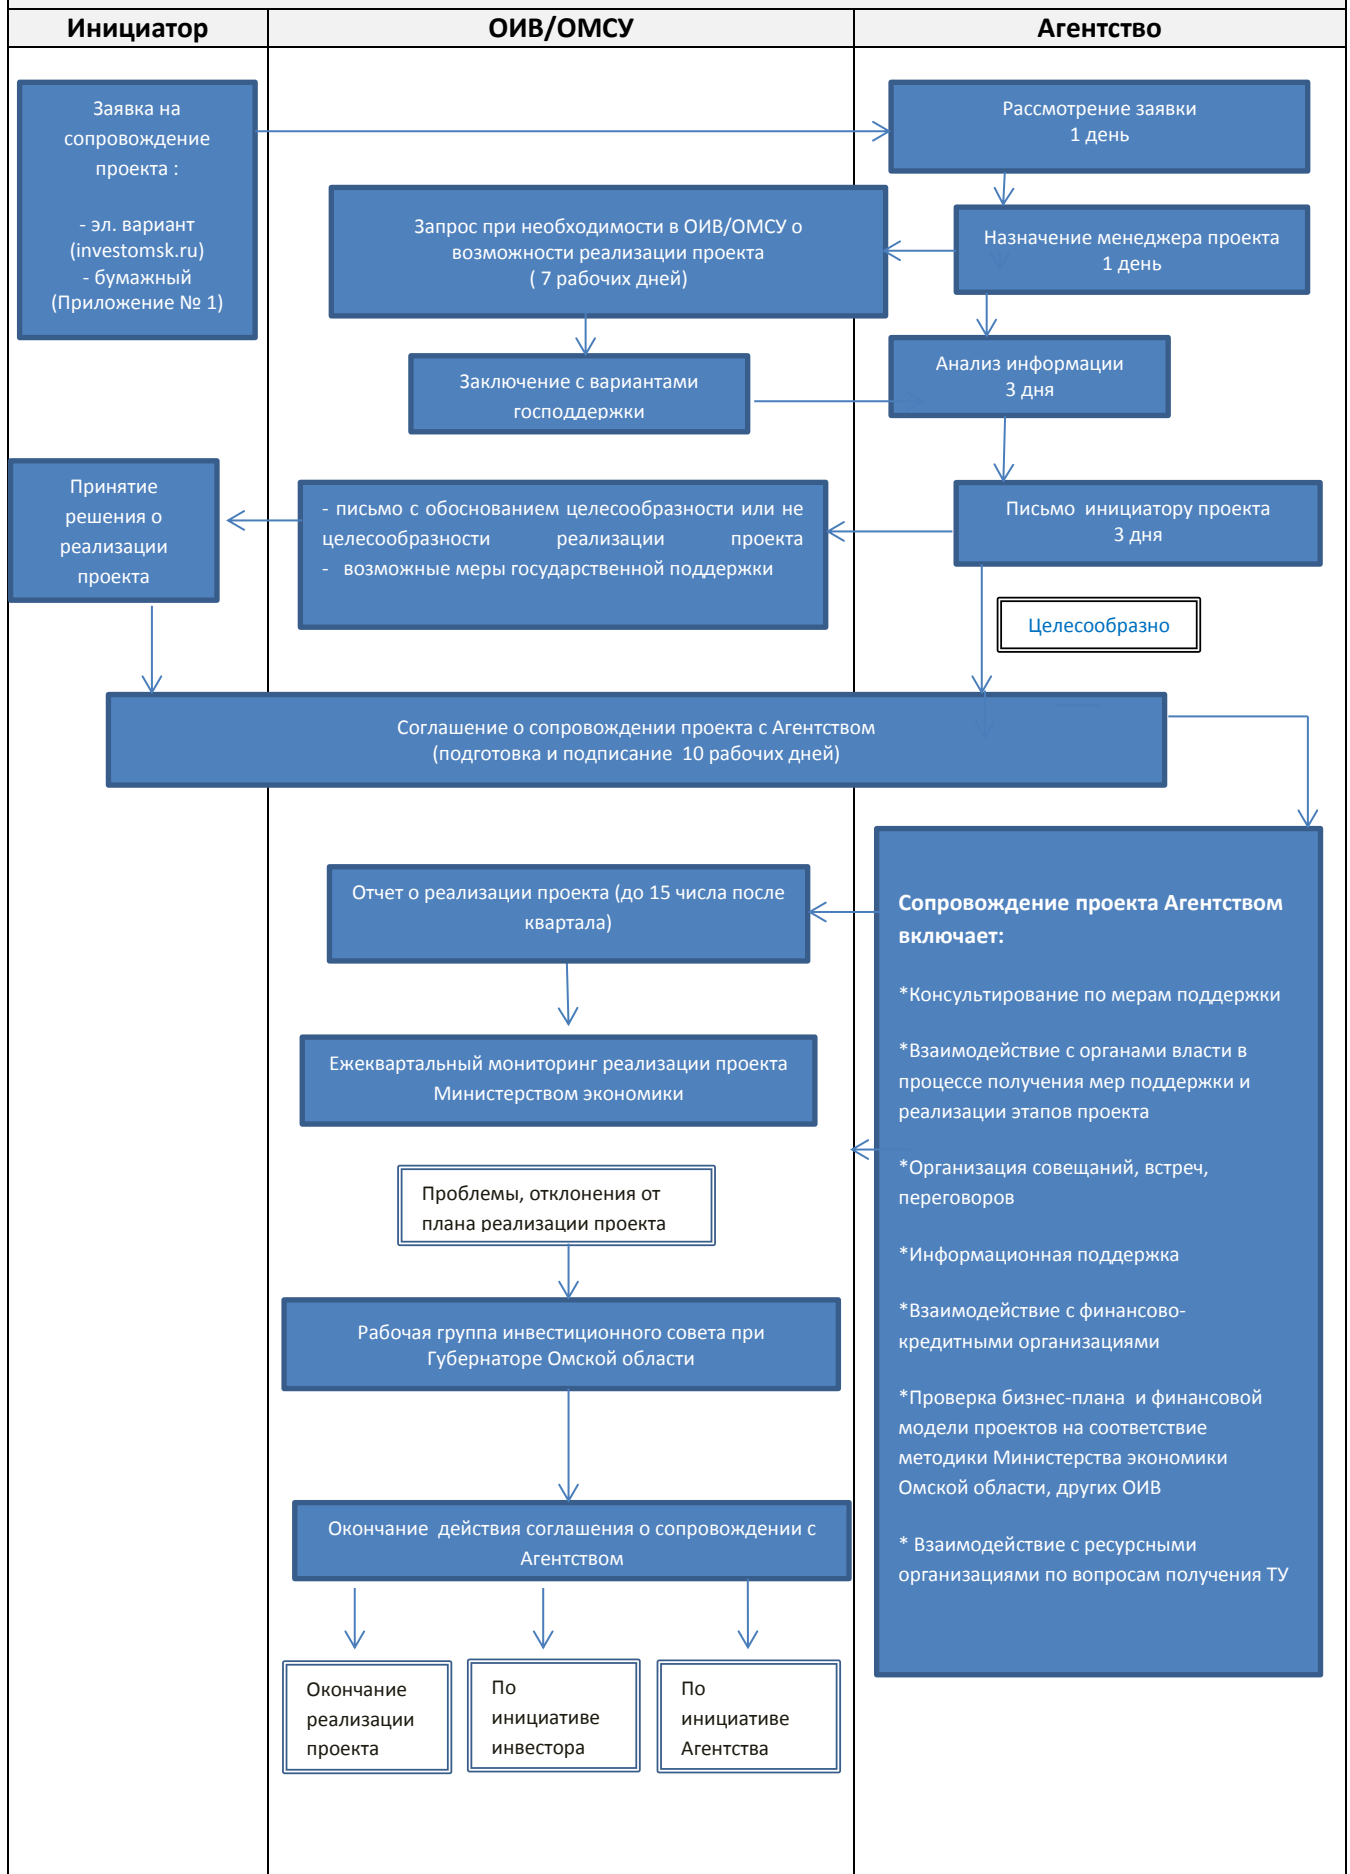 Инициатор
ОИВ/ОМСУ
Агентство
Заявка на
сопровождение
проекта :
- эл. вариант
(investomsk.ru)
- бумажный
(Приложение № 1)
Рассмотрение заявки
1 день
Запрос при необходимости в ОИВ/ОМСУ о
возможности реализации проекта
( 7 рабочих дней)
Назначение менеджера проекта
1 день
Заключение с вариантами
господдержки
Анализ информации
3 дня
Принятие
решения о
реализации
проекта
- письмо с обоснованием целесообразности или не
целесообразности реализации проекта
- возможные меры государственной поддержки
Письмо инициатору проекта
3 дня
Целесообразно
Соглашение о сопровождении проекта с Агентством
(подготовка и подписание 10 рабочих дней)
Отчет о реализации проекта (до 15 числа после
квартала)
Ежеквартальный мониторинг реализации проекта
Министерством экономики
Проблемы, отклонения от
плана реализации проекта
Рабочая группа инвестиционного совета при
Губернаторе Омской области
Окончание действия соглашения о сопровождении с
Агентством
Окончание
реализации
проекта
По
инициативе
инвестора
По
инициативе
Агентства
Сопровождение проекта Агентством
включает:
*Консультирование по мерам поддержки
*Взаимодействие с органами власти в
процессе получения мер поддержки и
реализации этапов проекта
*Организация совещаний, встреч,
переговоров
*Информационная поддержка
*Взаимодействие с финансово-
кредитными организациями
*Проверка бизнес-плана и финансовой
модели проектов на соответствие
методики Министерства экономики
Омской области, других ОИВ
* Взаимодействие с ресурсными
организациями по вопросам получения ТУ